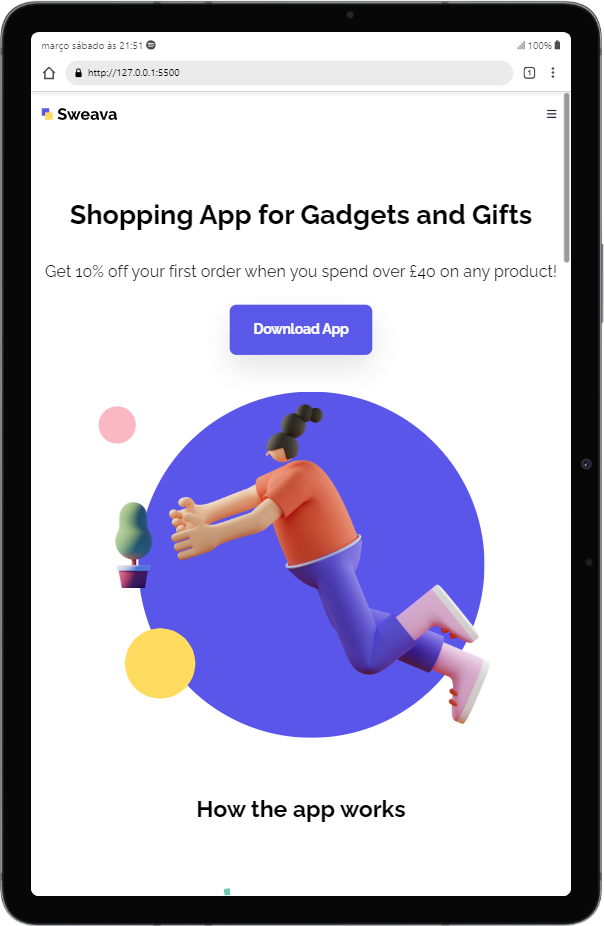 março sábado às 21:51
100%
http://127.0.0.1:5500
1
Sweava
Shopping App for Gadgets and Gifts
Get 10% off your first order when you spend over £40 on any product!
Download App
How the app works